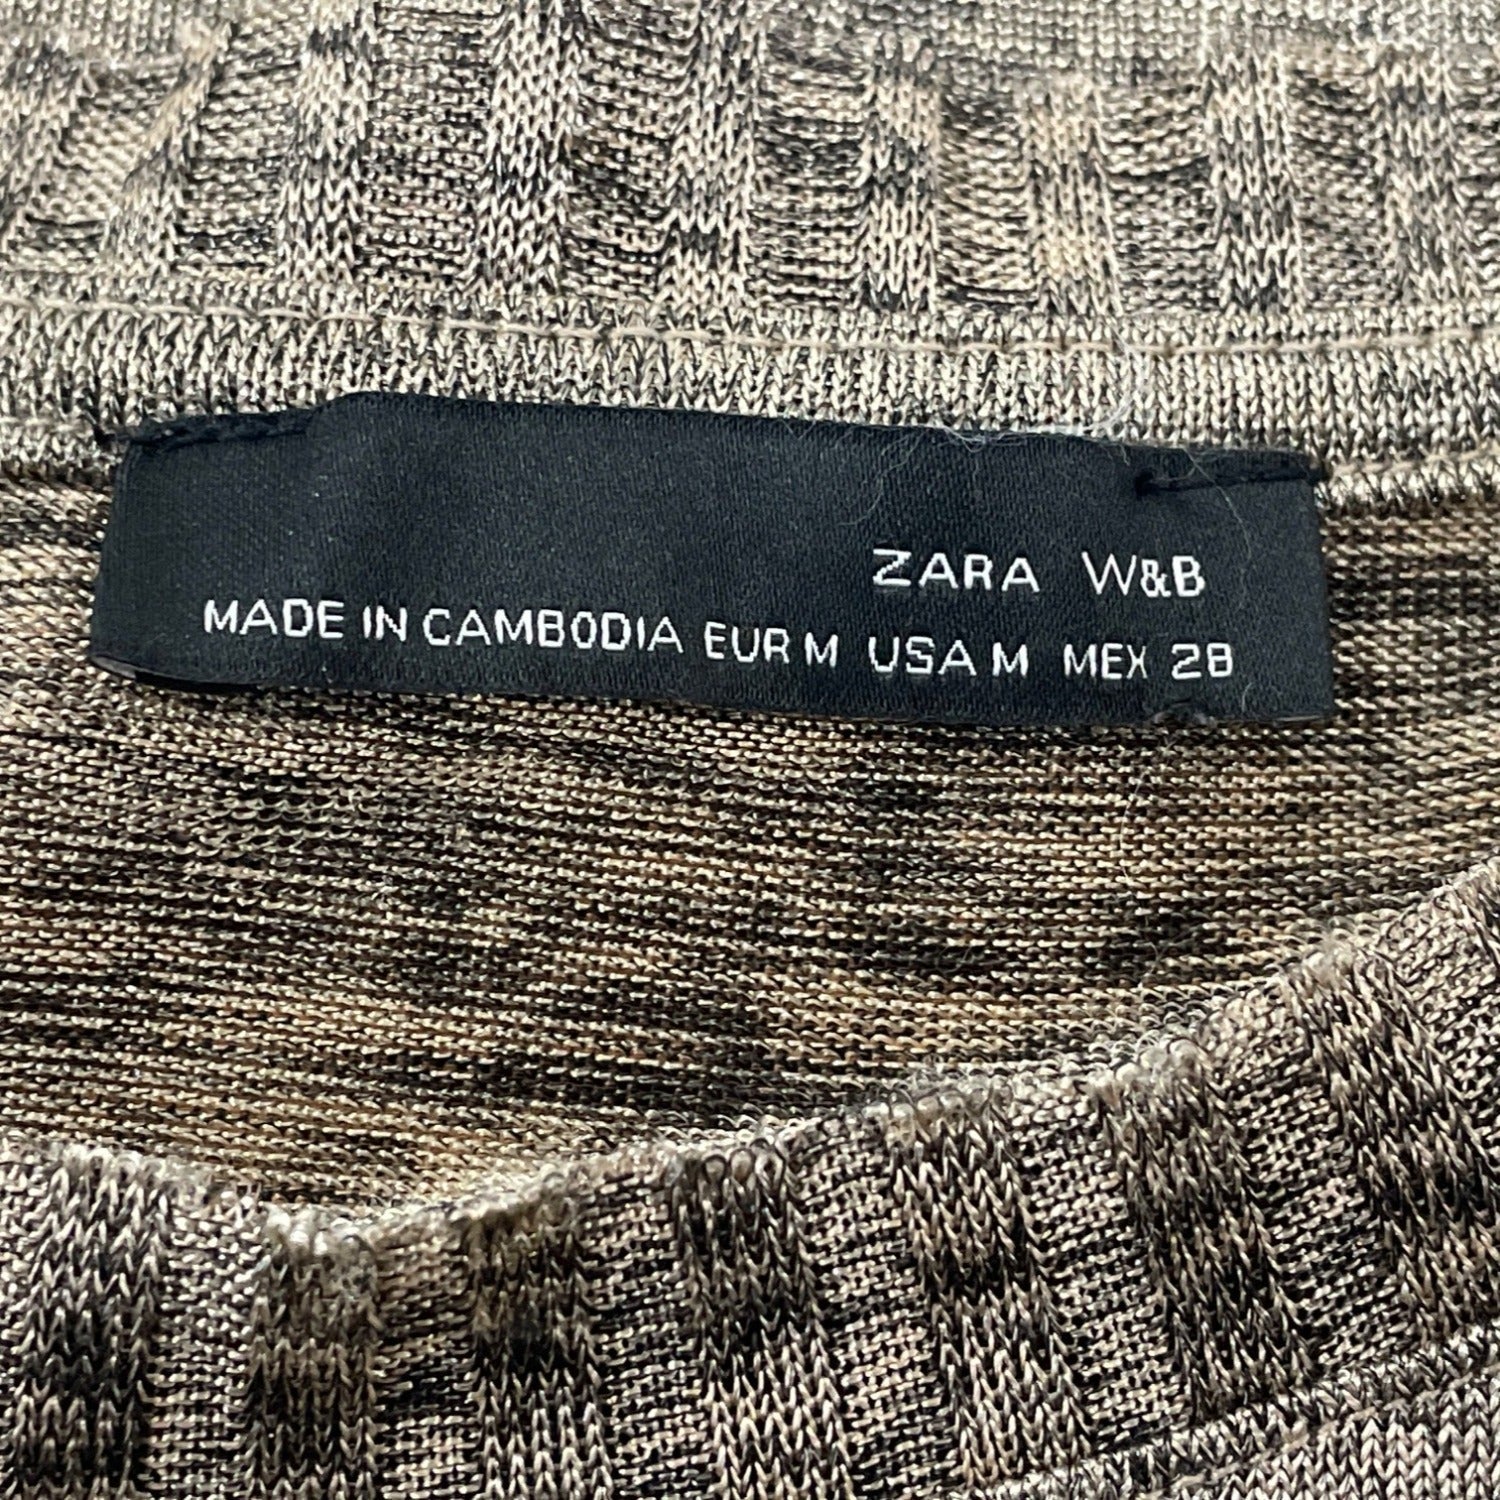 ZARA W&B
MADE IN CAMBODIA EUR M USA M MEX 28